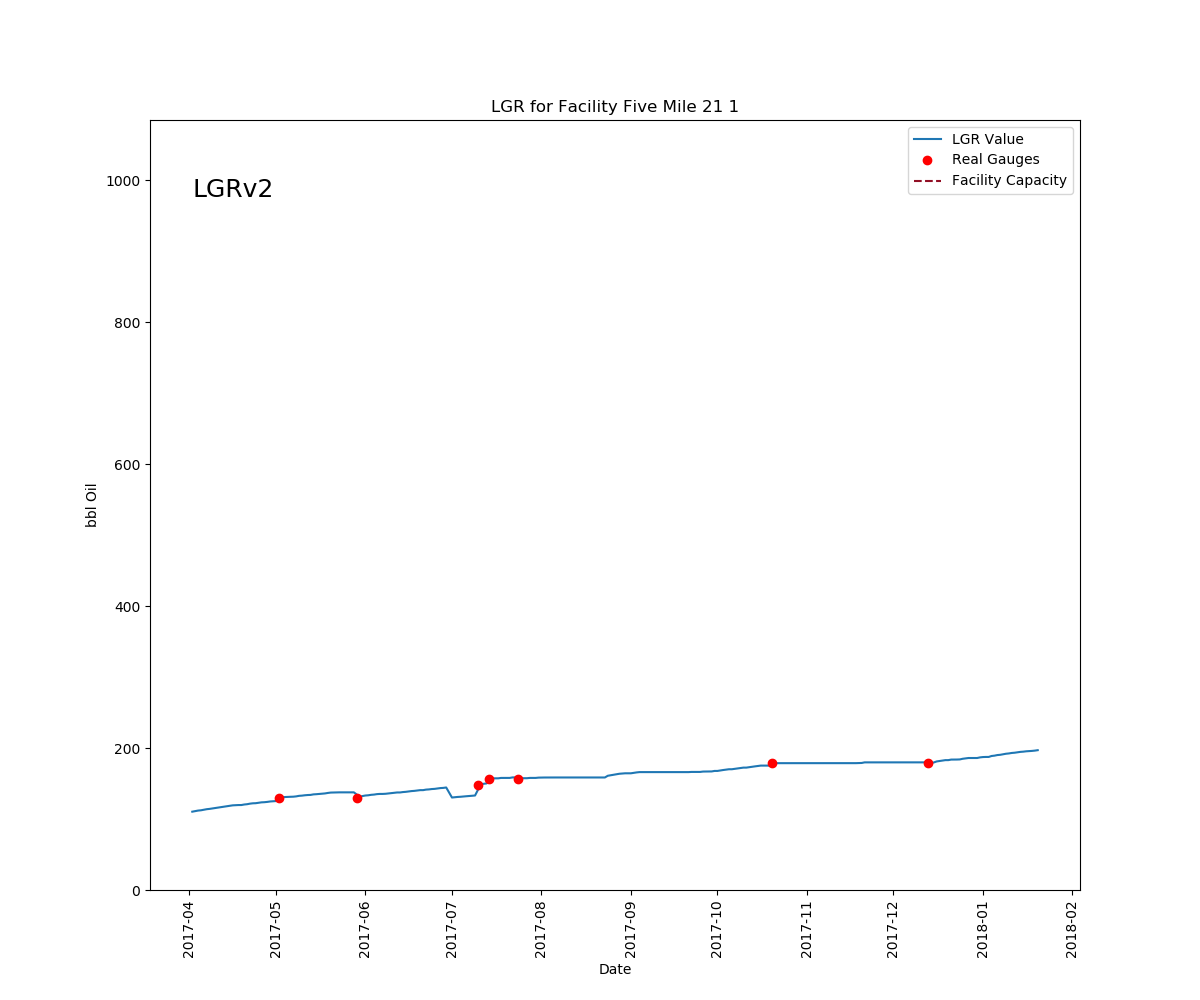 LGR for Facility Five Mile 21 1
LGR Value
Real Gauges
Facility Capacity
LGRv2
bbl Oil
1000
800
600
400
200
0
2017-04
2017-05
2017-06
2017-07
2017-08
2017-09
2017-10
2017-11
2017-12
2018-01
2018-02
Date